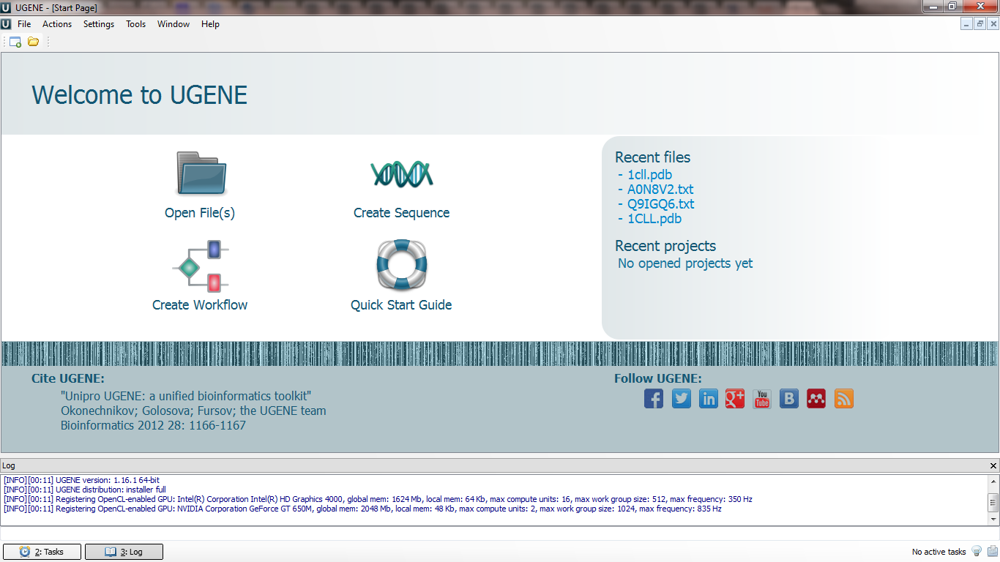 UGENE - [Start Page]
File Actions Settings Tools Window Help
Welcome to UGENE
Open File(s)
Create Sequence
Create Workflow
Quick Start Guide
Recent files
- 1cll.pdb
- A0N8V2.txt
- Q9IGQ6.txt
- 1CLL.pdb
Recent projects
No opened projects yet
Cite UGENE:
"Unipro UGENE: a unified bioinformatics toolkit"
Okonechnikov; Golosova; Fursov; the UGENE team
Bioinformatics 2012 28: 1166-1167
Follow UGENE:
You
Tube
Log
[INFO][00:11] UGENE version: 1.16.1 64-bit
[INFO][00:11] UGENE distribution: installer full
[INFO][00:11] Registering OpenCL-enabled GPU: Intel(R) Corporation Intel(R) HD Graphics 4000, global mem: 1624 Mb, local mem: 64 Kb, max compute units: 16, max work group size: 512, max frequency: 350 Hz
[INFO][00:11] Registering OpenCL-enabled GPU: NVIDIA Corporation GeForce GT 650M, global mem: 2048 Mb, local mem: 48 Kb, max compute units: 2, max work group size: 1024, max frequency: 835 Hz
2: Tasks
3: Log
No active tasks